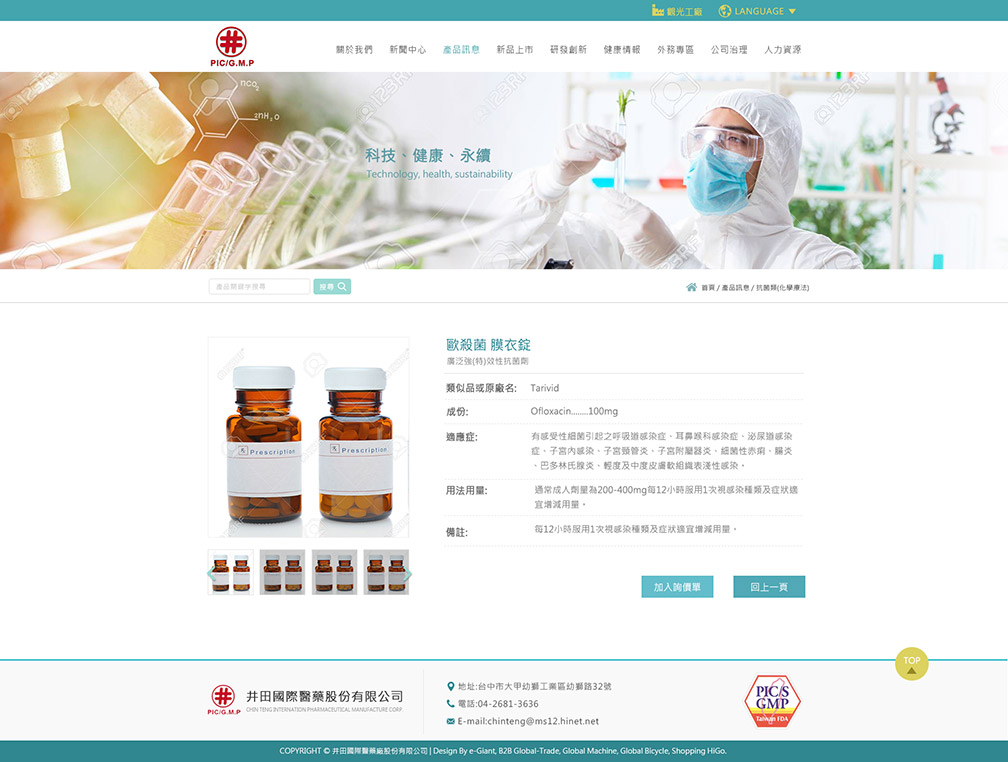 觀光工廠 LANGUAGE
PIC/G.M.P
關於我們 新聞中心 產品訊息 新品上市 研發創新 健康情報 外務專區 公司治理 人力資源
NCO2
2NH3O
科技、健康、永續
Technology, health, sustainability
123RF
產品關鍵字搜尋 搜尋
首頁 / 產品訊息 / 抗菌類(化學療法)
Prescription
Prescription
歐殺菌 膜衣錠
廣泛強(特)效性抗菌劑
類似品或原廠名: Tarivid
成份: Ofloxacin........100mg
適應症: 有感受性細菌引起之呼吸道感染症、耳鼻喉科感染症、泌尿道感染
症、子宮內感染、子宮頸管炎、子宮附屬器炎、細菌性赤痢、腸炎
、巴多林氏腺炎、輕度及中度皮膚軟組織表淺性感染。
用法用量: 通常成人劑量為200-400mg每12小時服用1次視感染種類及症狀適
宜增減用量。
備註: 每12小時服用1次視感染種類及症狀適宜增減用量。
加入詢價單 回上一頁
TOP
PIC/G.M.P
井田國際醫藥股份有限公司
CHIN TENG INTERNATION PHARMACEUTICAL MANUFACTURE CORP.
地址:台中市大甲幼獅工業區幼獅路32號
電話:04-2681-3636
E-mail:chinteng@ms12.hinet.net
PIC/S
GMP
Taiwan FDA
COPYRIGHT © 井田國際醫藥廠股份有限公司 | Design By e-Giant, B2B Global-Trade, Global Machine, Global Bicycle, Shopping HiGo.